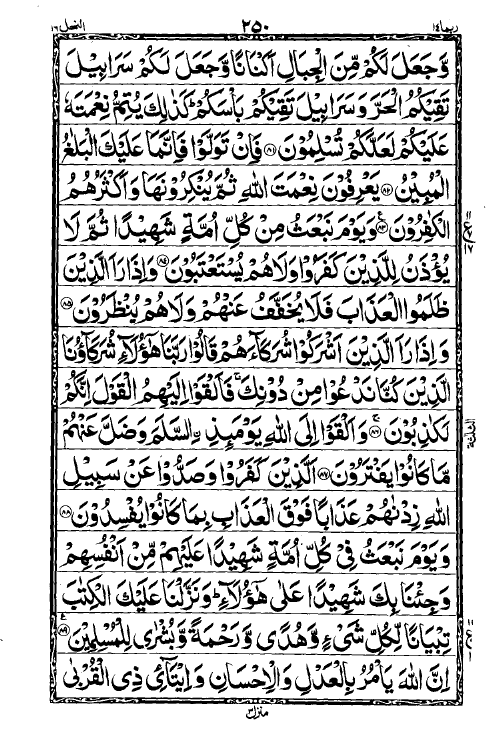 ربما ١٤
٢٥٠
النحل ١٦
وَّجَعَلَ لَكُمْ مِّنَ الْجِبَالِ اَكْنَانًا وَّجَعَلَ لَكُمْ سَرَابِيْلَ
تَقِيْكُمُ الْحَرَّ وَسَرَابِيْلَ تَقِيْكُمْ بَاْسَكُمْ ؕ كَذٰلِكَ يُتِمُّ نِعْمَتَهٗ
عَلَيْكُمْ لَعَلَّكُمْ تُسْلِمُوْنَ ﴿٨١﴾ فَاِنْ تَوَلَّوْا فَاِنَّمَا عَلَيْكَ الْبَلٰغُ
الْمُبِيْنُ ﴿٨٢﴾ يَعْرِفُوْنَ نِعْمَتَ اللّٰهِ ثُمَّ يُنْكِرُوْنَهَا وَاَكْثَرُهُمُ
الْكٰفِرُوْنَ ﴿٨٣﴾ وَيَوْمَ نَبْعَثُ مِنْ كُلِّ اُمَّةٍ شَهِيْدًا ثُمَّ لَا
يُؤْذَنُ لِلَّذِيْنَ كَفَرُوْا وَلَا هُمْ يُسْتَعْتَبُوْنَ ﴿٨٤﴾ وَاِذَا رَاَ الَّذِيْنَ
ظَلَمُوا الْعَذَابَ فَلَا يُخَفَّفُ عَنْهُمْ وَلَا هُمْ يُنْظَرُوْنَ ﴿٨٥﴾
وَاِذَا رَاَ الَّذِيْنَ اَشْرَكُوْا شُرَكَآءَهُمْ قَالُوْا رَبَّنَا هٰٓؤُلَآءِ شُرَكَآؤُنَا
الَّذِيْنَ كُنَّا نَدْعُوْا مِنْ دُوْنِكَ ۚ فَاَلْقَوْا اِلَيْهِمُ الْقَوْلَ اِنَّكُمْ
لَكٰذِبُوْنَ ﴿٨٦﴾ وَاَلْقَوْا اِلَى اللّٰهِ يَوْمَىِٕذِ ِۨالسَّلَمَ وَضَلَّ عَنْهُمْ
مَّا كَانُوْا يَفْتَرُوْنَ ﴿٨٧﴾ اَلَّذِيْنَ كَفَرُوْا وَصَدُّوْا عَنْ سَبِيْلِ
اللّٰهِ زِدْنٰهُمْ عَذَابًا فَوْقَ الْعَذَابِ بِمَا كَانُوْا يُفْسِدُوْنَ ﴿٨٨﴾
وَيَوْمَ نَبْعَثُ فِيْ كُلِّ اُمَّةٍ شَهِيْدًا عَلَيْهِمْ مِّنْ اَنْفُسِهِمْ
وَجِئْنَا بِكَ شَهِيْدًا عَلٰى هٰٓؤُلَآءِ ؕ وَنَزَّلْنَا عَلَيْكَ الْكِتٰبَ
تِبْيَانًا لِّكُلِّ شَيْءٍ وَّهُدًى وَّرَحْمَةً وَّبُشْرٰى لِلْمُسْلِمِيْنَ ﴿٨٩﴾
اِنَّ اللّٰهَ يَاْمُرُ بِالْعَدْلِ وَالْاِحْسَانِ وَاِيْتَآئِ ذِي الْقُرْبٰى
منزل ٣